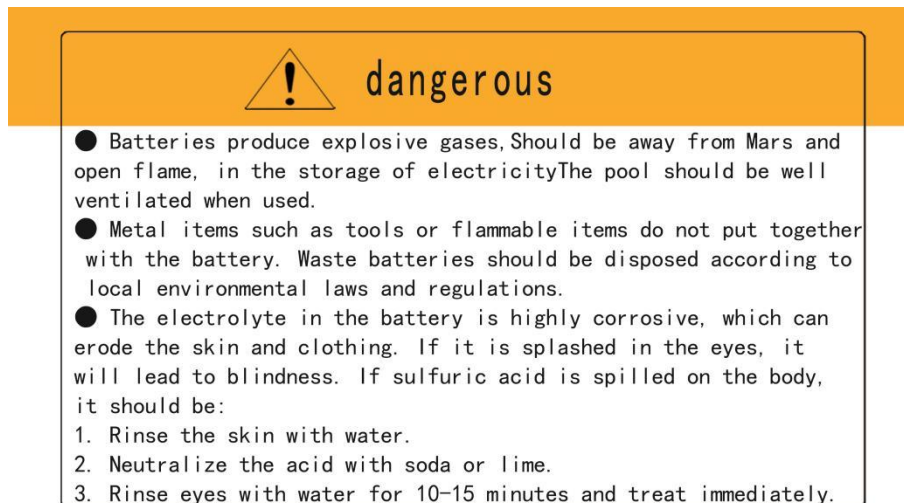 dangerous
● Batteries produce explosive gases,Should be away from Mars and
open flame, in the storage of electricityThe pool should be well
ventilated when used.
● Metal items such as tools or flammable items do not put together
with the battery. Waste batteries should be disposed according to
local environmental laws and regulations.
● The electrolyte in the battery is highly corrosive, which can
erode the skin and clothing. If it is splashed in the eyes, it
will lead to blindness. If sulfuric acid is spilled on the body,
it should be:
1. Rinse the skin with water.
2. Neutralize the acid with soda or lime.
3. Rinse eyes with water for 10-15 minutes and treat immediately.